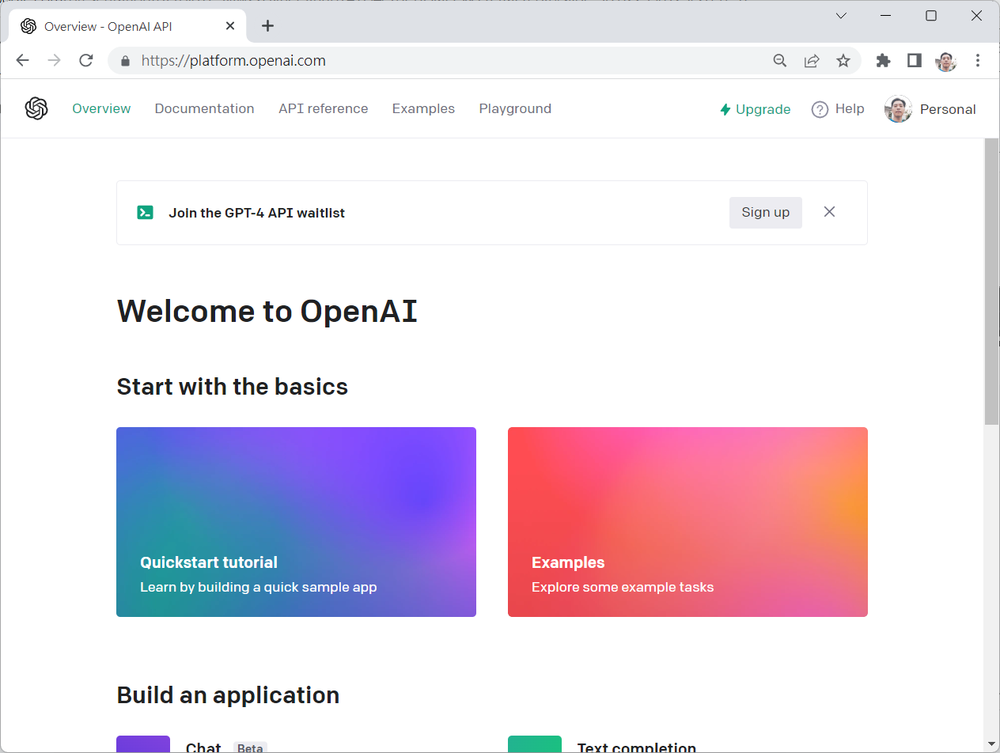 Overview - OpenAI API
https://platform.openai.com
Overview Documentation API reference Examples Playground Upgrade Help Personal
Join the GPT-4 API waitlist Sign up
Welcome to OpenAI
Start with the basics
Quickstart tutorial
Learn by building a quick sample app
Examples
Explore some example tasks
Build an application
Chat Beta
Text completion